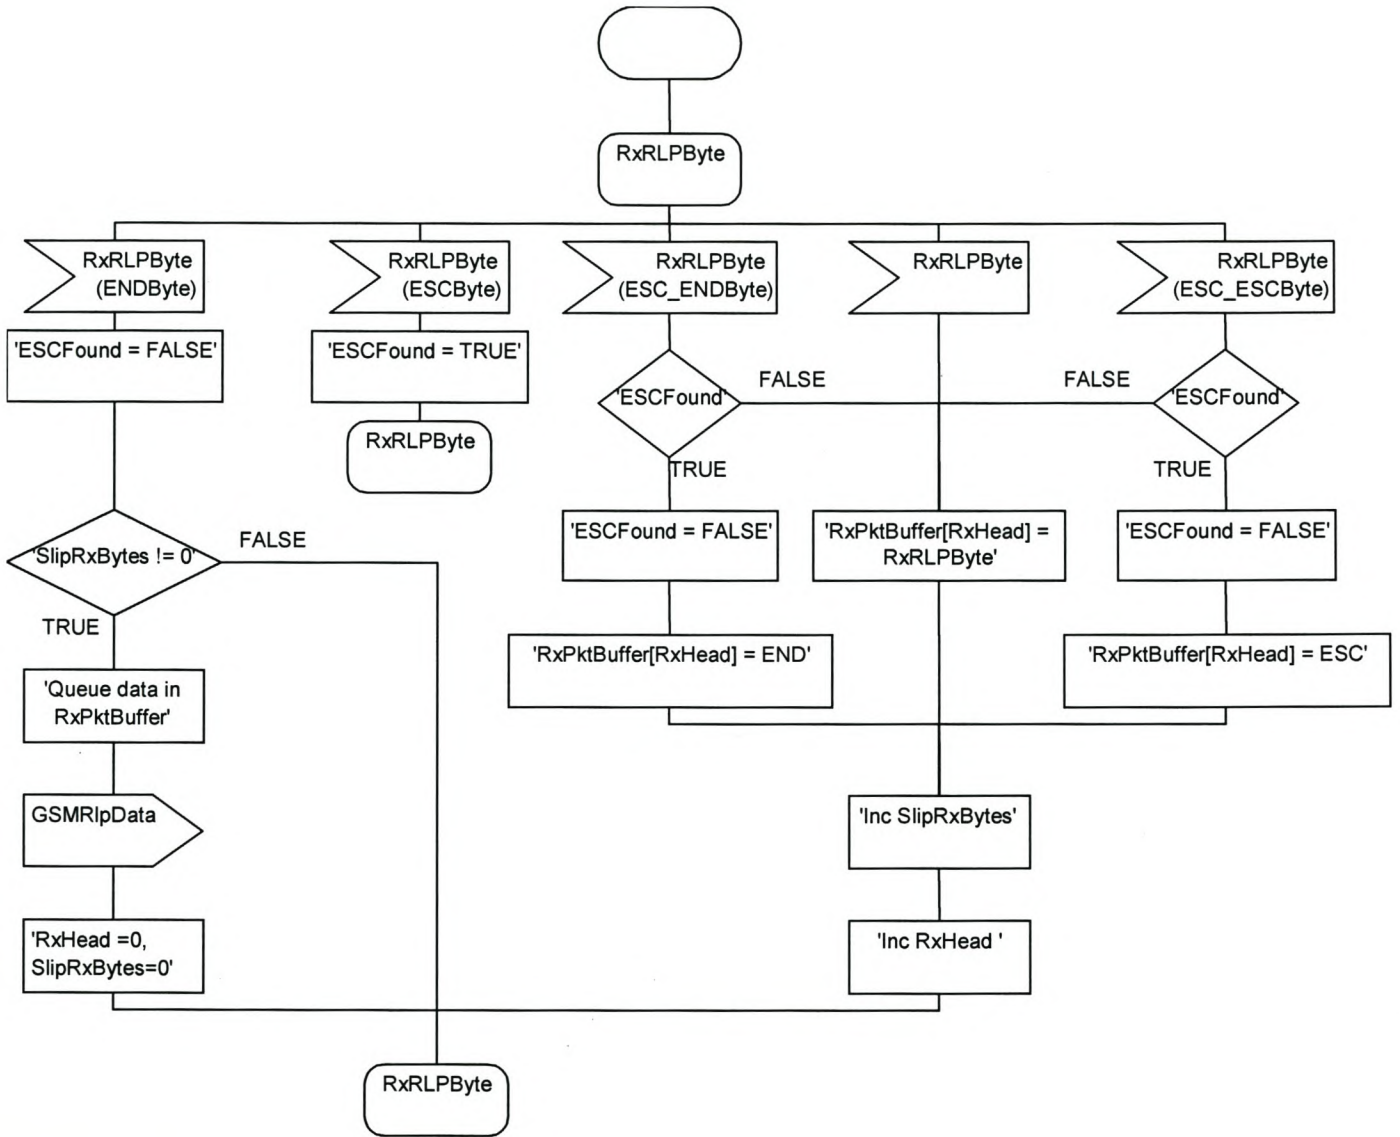 RxRLPByte
RxRLPByte
(ENDByte)
RxRLPByte
(ESCByte)
RxRLPByte
(ESC_ENDByte)
RxRLPByte
RxRLPByte
(ESC_ESCByte)
'ESCFound = FALSE'
'ESCFound = TRUE'
RxRLPByte
'ESCFound'
FALSE
TRUE
FALSE
'ESCFound'
TRUE
'SlipRxBytes != 0'
FALSE
TRUE
'ESCFound = FALSE'
'RxPktBuffer[RxHead] =
RxRLPByte'
'ESCFound = FALSE'
'RxPktBuffer[RxHead] = END'
'RxPktBuffer[RxHead] = ESC'
'Queue data in
RxPktBuffer'
GSMRlpData
'RxHead =0,
SlipRxBytes=0'
'Inc SlipRxBytes'
'Inc RxHead '
RxRLPByte